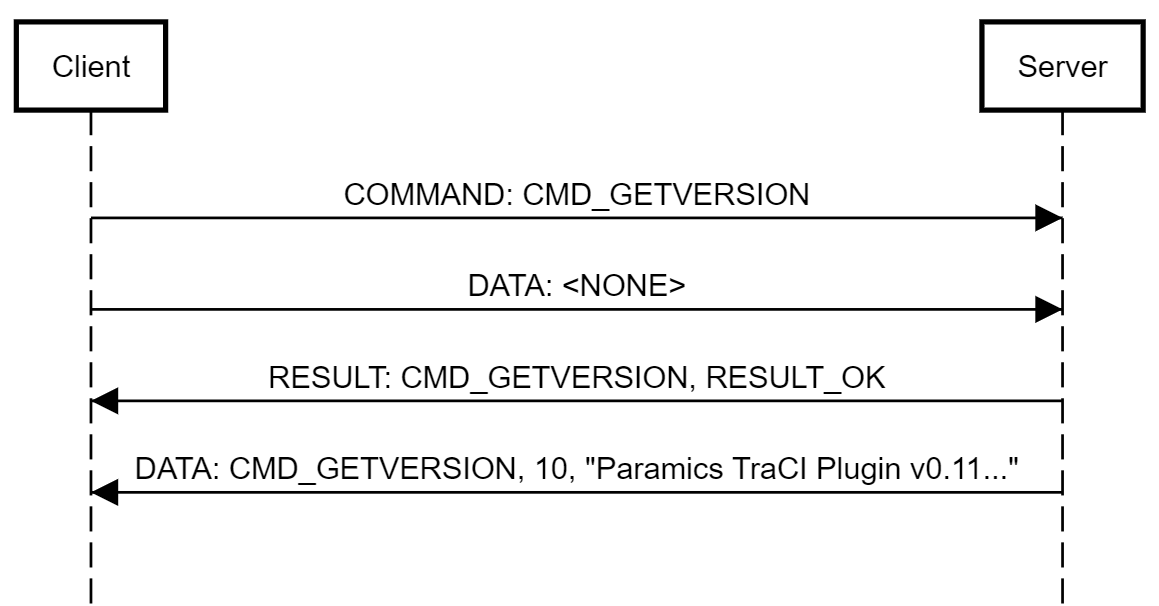 Client
Server
COMMAND: CMD_GETVERSION
DATA: <NONE>
RESULT: CMD_GETVERSION, RESULT_OK
DATA: CMD_GETVERSION, 10, "Paramics TraCI Plugin v0.11..."